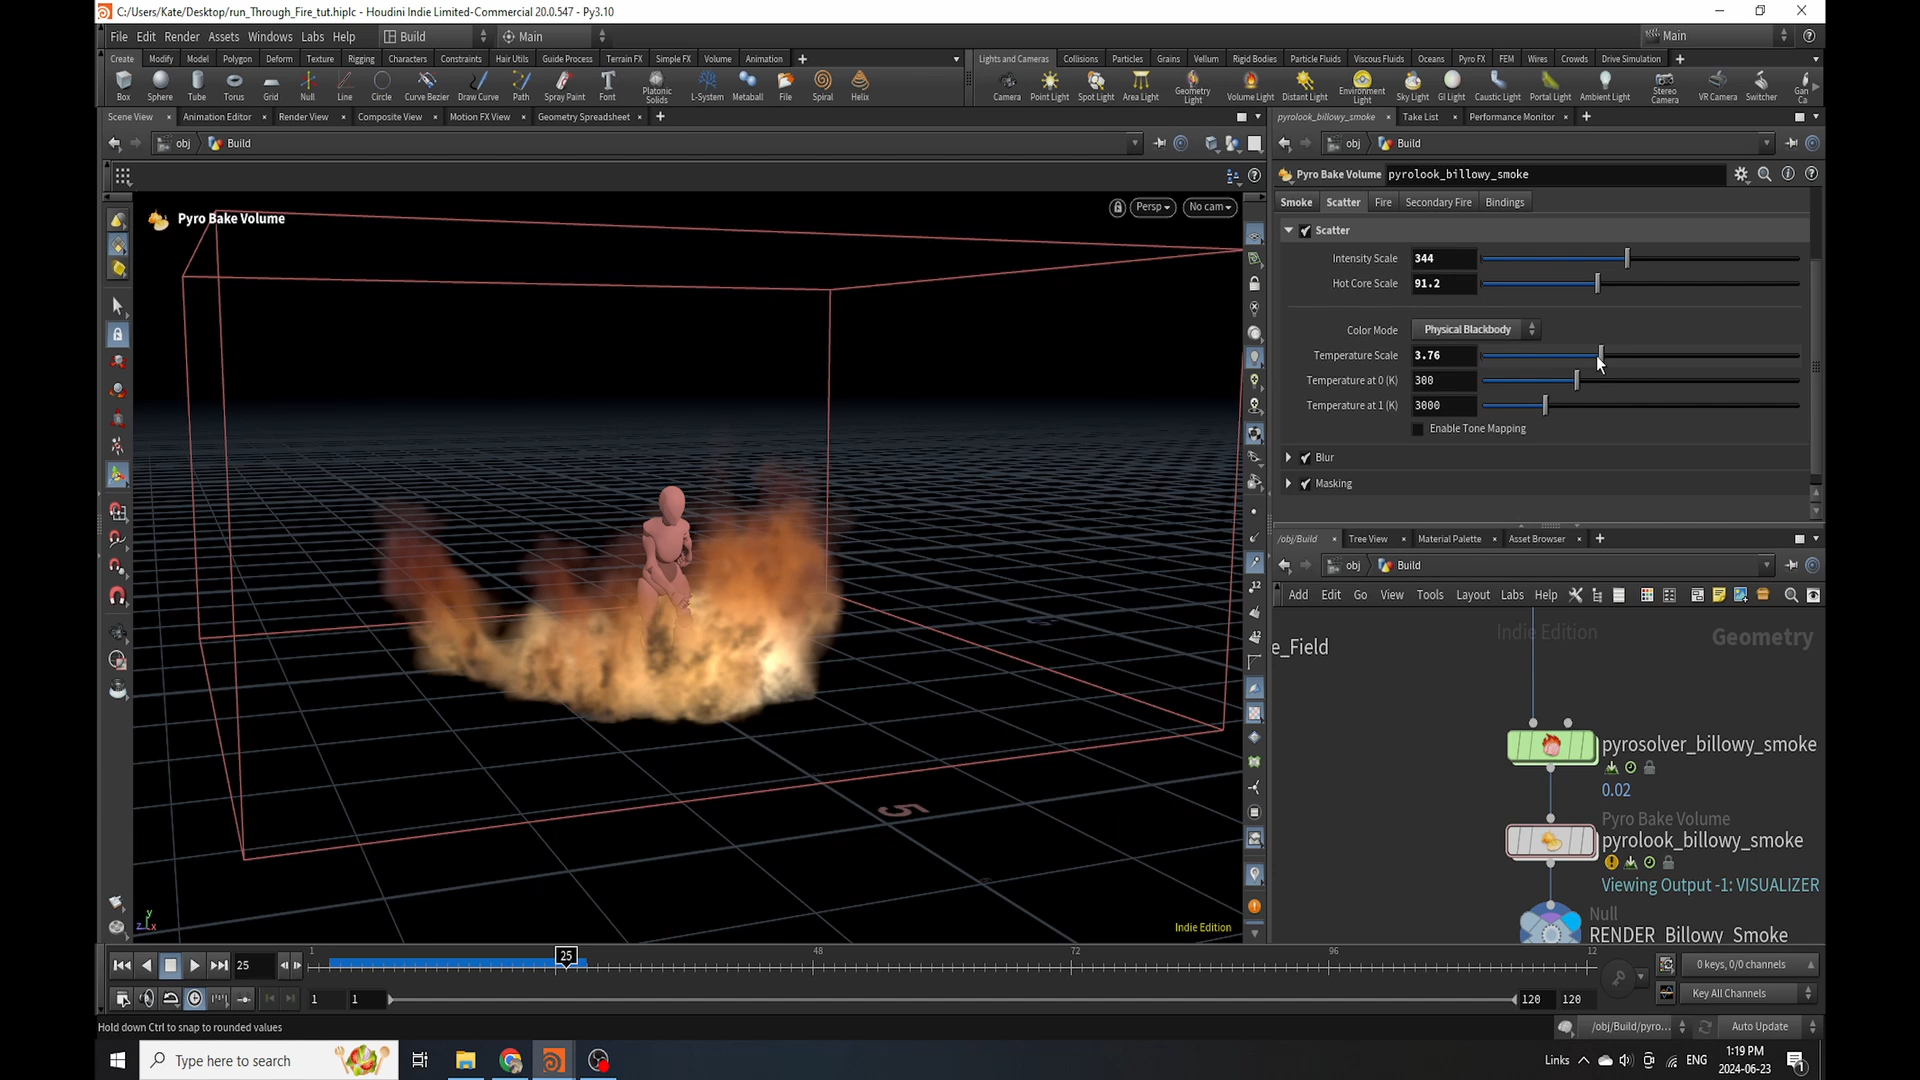 C:/Users/Kate/Desktop/run_Through_Fire_tut.hiplc - Houdini Indie Limited-Commercial 20.0.547 - Py3.10
File Edit Render Assets Windows Labs Help Build Main Main
Create Modify Model Polygon Deform Texture Rigging Characters Constraints Hair Utils Guide Process Terrain FX Simple FX Volume Animation
Lights and Cameras Collisions Particles Grains Vellum Rigid Bodies Particle Fluids Viscous Fluids Oceans Pyro FX FEM Wires Crowds Drive Simulation
Box Sphere Tube Torus Grid Null Line Circle Curve Bezier Draw Curve Path Spray Paint Font Platonic Solids L-System Metaball File Spiral Helix
Camera Point Light Spot Light Area Light Geometry Light Volume Light Distant Light Environment Light Sky Light GI Light Caustic Light Portal Light Ambient Light Stereo Camera VR Camera Switcher Gan Ca
Scene View Animation Editor Render View Composite View Motion FX View Geometry Spreadsheet
pyrolook_billowy_smoke Take List Performance Monitor
obj Build
obj Build
Pyro Bake Volume pyrolook_billowy_smoke
Smoke Scatter Fire Secondary Fire Bindings
Pyro Bake Volume
Persp No cam
Scatter
Intensity Scale 344
Hot Core Scale 91.2
Color Mode Physical Blackbody
Temperature Scale 3.76
Temperature at 0 (K) 300
Temperature at 1 (K) 3000
Enable Tone Mapping
Blur
Masking
5
Indie Edition
/obj/Build Tree View Material Palette Asset Browser
obj Build
Add Edit Go View Tools Layout Labs Help
Indie Edition
Geometry
e_Field
pyrosolver_billowy_smoke
0.02
Pyro Bake Volume
pyrolook_billowy_smoke
Viewing Output -1: VISUALIZER
Null
RENDER_Billowy_Smoke
25 1 25 48 72 96 12
0 keys, 0/0 channels
1 1 120 120
Key All Channels
Hold down Ctrl to snap to rounded values
/obj/Build/pyro... Auto Update
Type here to search
Links ENG 1:19 PM
2024-06-23
1